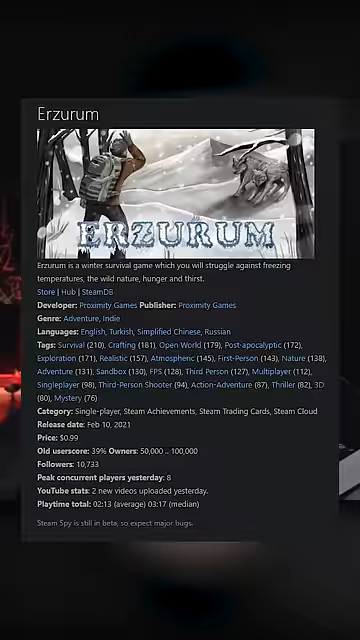 Erzurum
ERZURUM
Erzurum is a winter survival game which you will struggle against freezing
temperatures, the wild nature, hunger and thirst.
Store | Hub | SteamDB
Developer: Proximity Games Publisher: Proximity Games
Genre: Adventure, Indie
Languages: English, Turkish, Simplified Chinese, Russian
Tags: Survival (210), Crafting (181), Open World (179), Post-apocalyptic (172),
Exploration (171), Realistic (157), Atmospheric (145), First-Person (143), Nature (138),
Adventure (131), Sandbox (130), FPS (128), Third Person (127), Multiplayer (112),
Singleplayer (98), Third-Person Shooter (94), Action-Adventure (87), Thriller (82), 3D
(80), Mystery (76)
Category: Single-player, Steam Achievements, Steam Trading Cards, Steam Cloud
Release date: Feb 10, 2021
Price: $0.99
Old userscore: 39% Owners: 50,000 .. 100,000
Followers: 10,733
Peak concurrent players yesterday: 8
YouTube stats: 2 new videos uploaded yesterday.
Playtime total: 02:13 (average) 03:17 (median)
Steam Spy is still in beta, so expect major bugs.